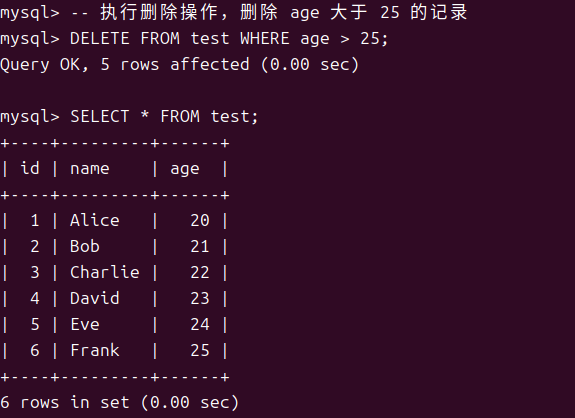 mysql> -- 执行删除操作，删除 age 大于 25 的记录
mysql> DELETE FROM test WHERE age > 25;
Query OK, 5 rows affected (0.00 sec)

mysql> SELECT * FROM test;
+----+---------+------+
| id | name    | age  |
+----+---------+------+
|  1 | Alice   |   20 |
|  2 | Bob     |   21 |
|  3 | Charlie |   22 |
|  4 | David   |   23 |
|  5 | Eve     |   24 |
|  6 | Frank   |   25 |
+----+---------+------+
6 rows in set (0.00 sec)